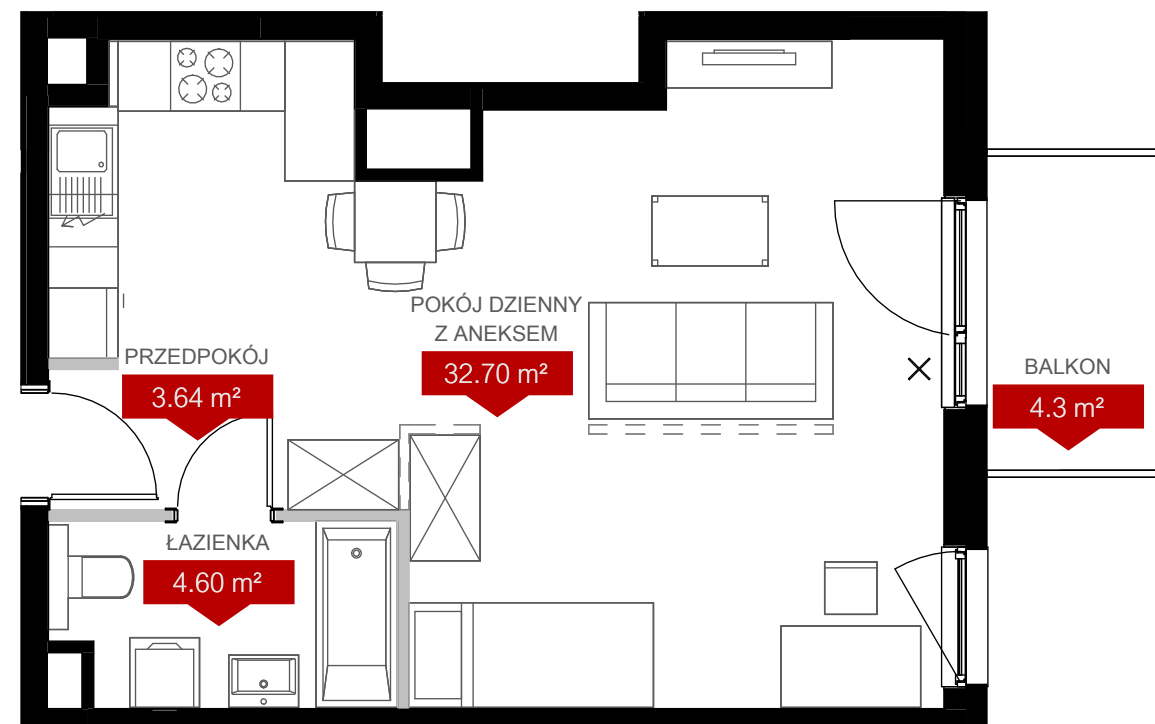 POKÓJ DZIENNY
Z ANEKSEM
32.70 m²
PRZEDPOKÓJ
3.64 m²
BALKON
4.3 m²
ŁAZIENKA
4.60 m²